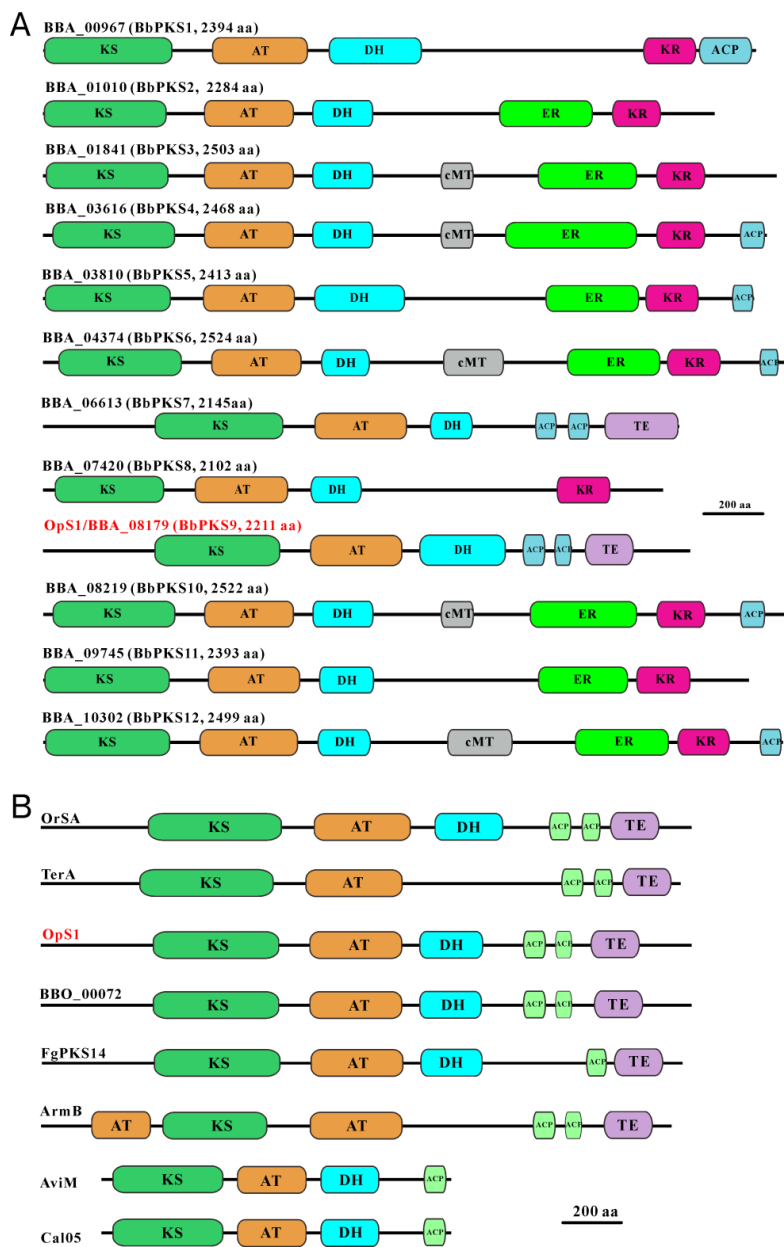 A
BBA_00967 (BbPKS1, 2394 aa)
KS AT DH KR ACP
BBA_01010 (BbPKS2, 2284 aa)
KS AT DH ER KR
BBA_01841 (BbPKS3, 2503 aa)
KS AT DH cMT ER KR
BBA_03616 (BbPKS4, 2468 aa)
KS AT DH cMT ER KR ACP
BBA_03810 (BbPKS5, 2413 aa)
KS AT DH ER KR ACP
BBA_04374 (BbPKS6, 2524 aa)
KS AT DH cMT ER KR ACP
BBA_06613 (BbPKS7, 2145aa)
KS AT DH ACP ACP TE
BBA_07420 (BbPKS8, 2102 aa)
KS AT DH KR
200 aa
OpS1/BBA_08179 (BbPKS9, 2211 aa)
KS AT DH ACP ACP TE
BBA_08219 (BbPKS10, 2522 aa)
KS AT DH cMT ER KR ACP
BBA_09745 (BbPKS11, 2393 aa)
KS AT DH ER KR
BBA_10302 (BbPKS12, 2499 aa)
KS AT DH cMT ER KR ACP
B
OrSA
KS AT DH ACP ACP TE
TerA
KS AT ACP ACP TE
OpS1
KS AT DH ACP ACP TE
BBO_00072
KS AT DH ACP ACP TE
FgPKS14
KS AT DH ACP TE
ArmB
AT KS AT ACP ACP TE
AviM
KS AT DH ACP
200 aa
Cal05
KS AT DH ACP